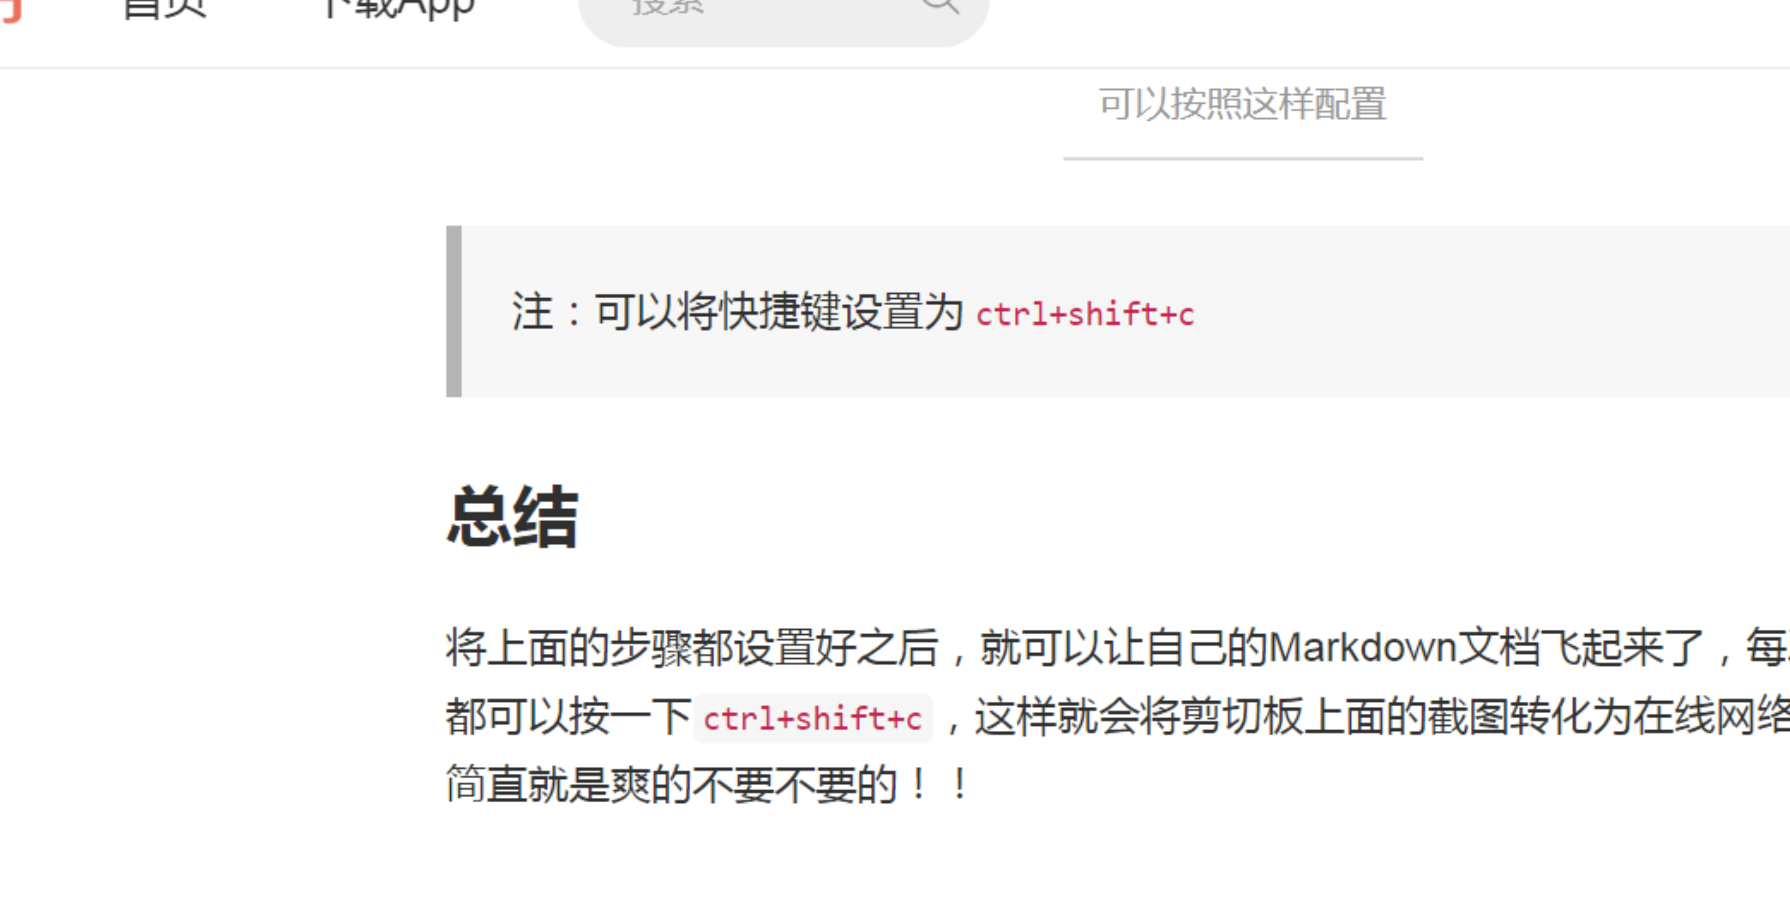 首页 下载App 搜索
可以按照这样配置
注：可以将快捷键设置为 ctrl+shift+c
总结
将上面的步骤都设置好之后，就可以让自己的Markdown文档飞起来了，每
都可以按一下 ctrl+shift+c ，这样就会将剪切板上面的截图转化为在线网络
简直就是爽的不要不要的！！